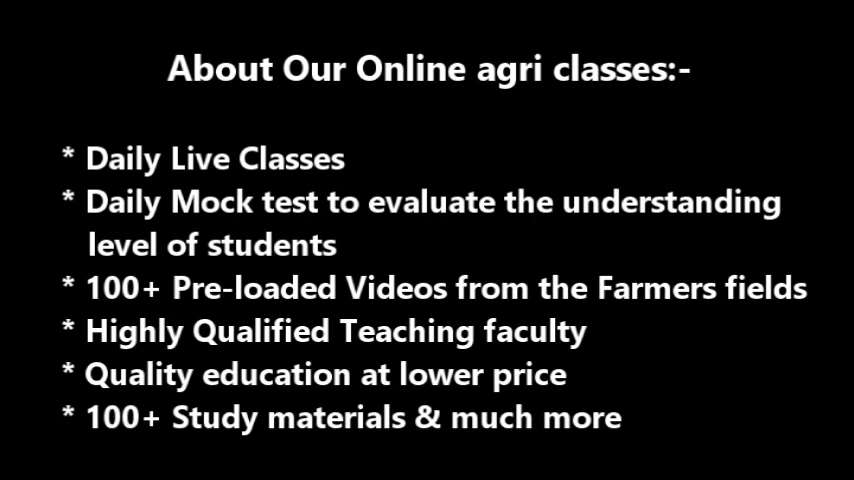 About Our Online agri classes:-
* Daily Live Classes
* Daily Mock test to evaluate the understanding
level of students
* 100+ Pre-loaded Videos from the Farmers fields
* Highly Qualified Teaching faculty
* Quality education at lower price
* 100+ Study materials & much more